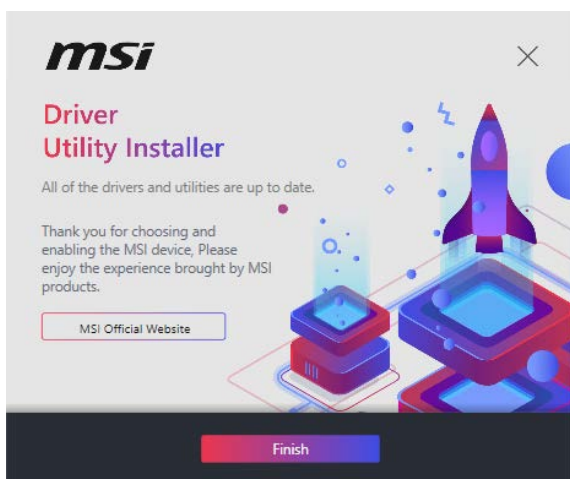 msi
Driver
Utility Installer
All of the drivers and utilities are up to date.
Thank you for choosing and
enabling the MSI device, Please
enjoy the experience brought by MSI
products.
MSI Official Website
Finish